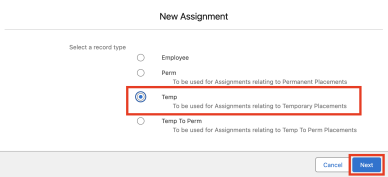 New Assignment
Select a record type
Employee
Perm
To be used for Assignments relating to Permanent Placements
Temp
To be used for Assignments relating to Temporary Placements
Temp To Perm
To be used for Assignments relating to Temp To Perm Placements
Cancel
Next